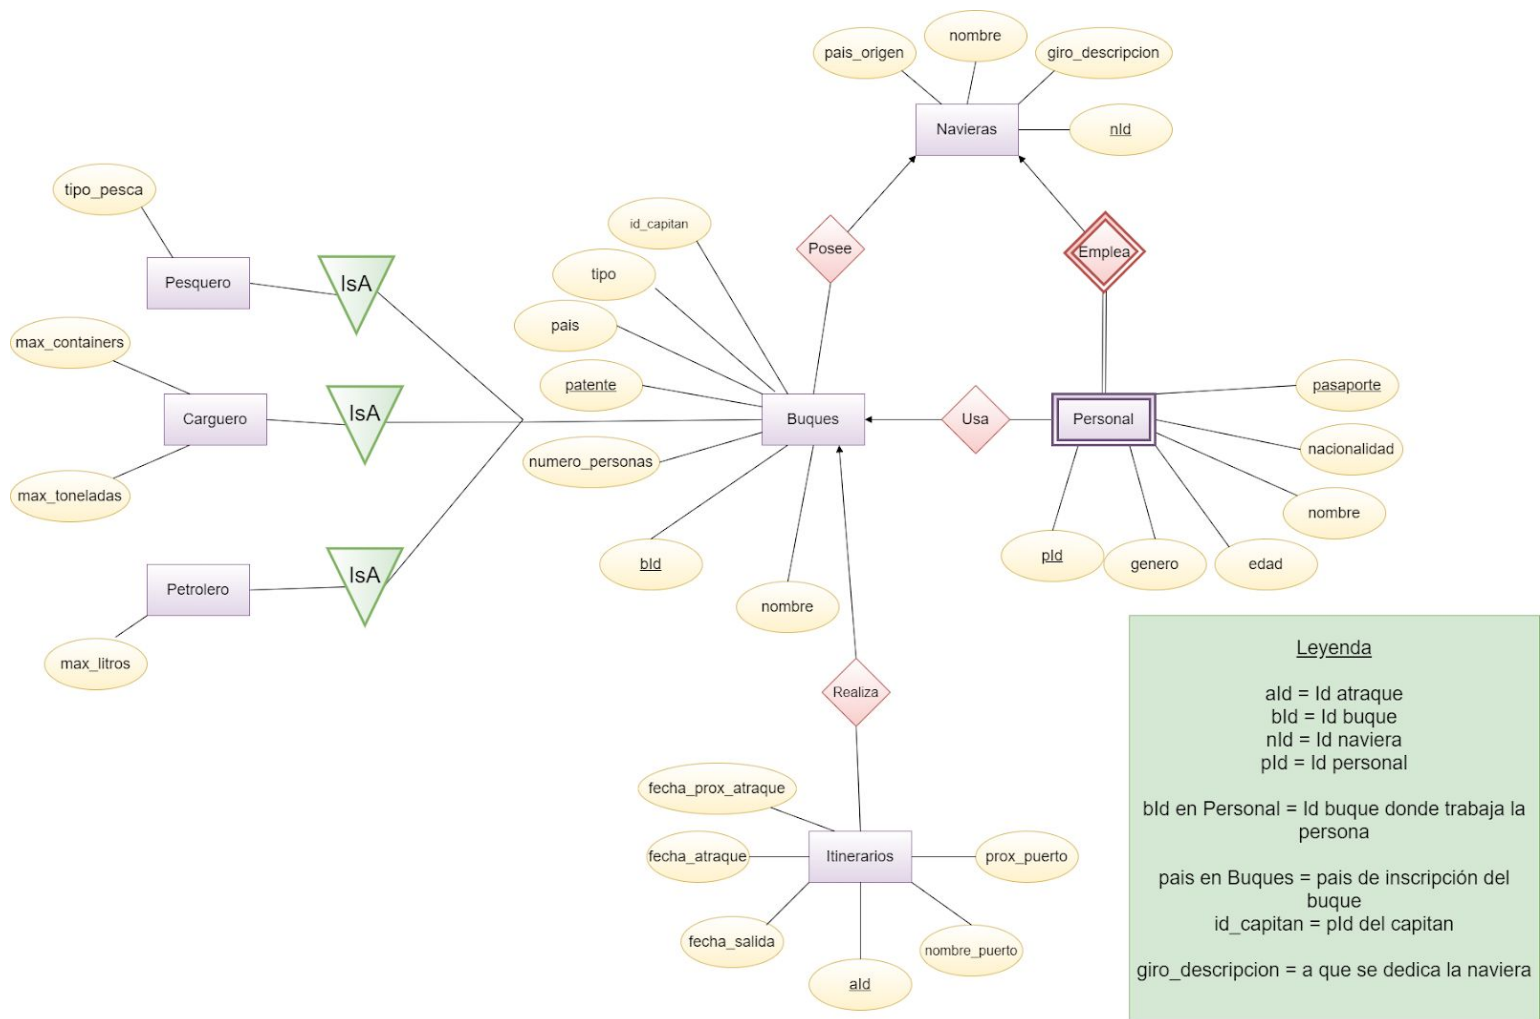 nombre
pais_origen
giro_descripcion
Navieras
nId
tipo_pesca
id_capitan
Posee
Emplea
tipo
Pesquero
IsA
pais
max_containers
patente
pasaporte
Carguero
IsA
Buques
Usa
Personal
nacionalidad
numero_personas
max_toneladas
nombre
bId
pId
genero
edad
IsA
Petrolero
nombre
max_litros
Realiza
fecha_prox_atraque
fecha_atraque
Itinerarios
prox_puerto
fecha_salida
nombre_puerto
aId
Leyenda
aId = Id atraque
bId = Id buque
nId = Id naviera
pId = Id personal
bId en Personal = Id buque donde trabaja la
persona
pais en Buques = pais de inscripción del
buque
id_capitan = pId del capitan
giro_descripcion = a que se dedica la naviera